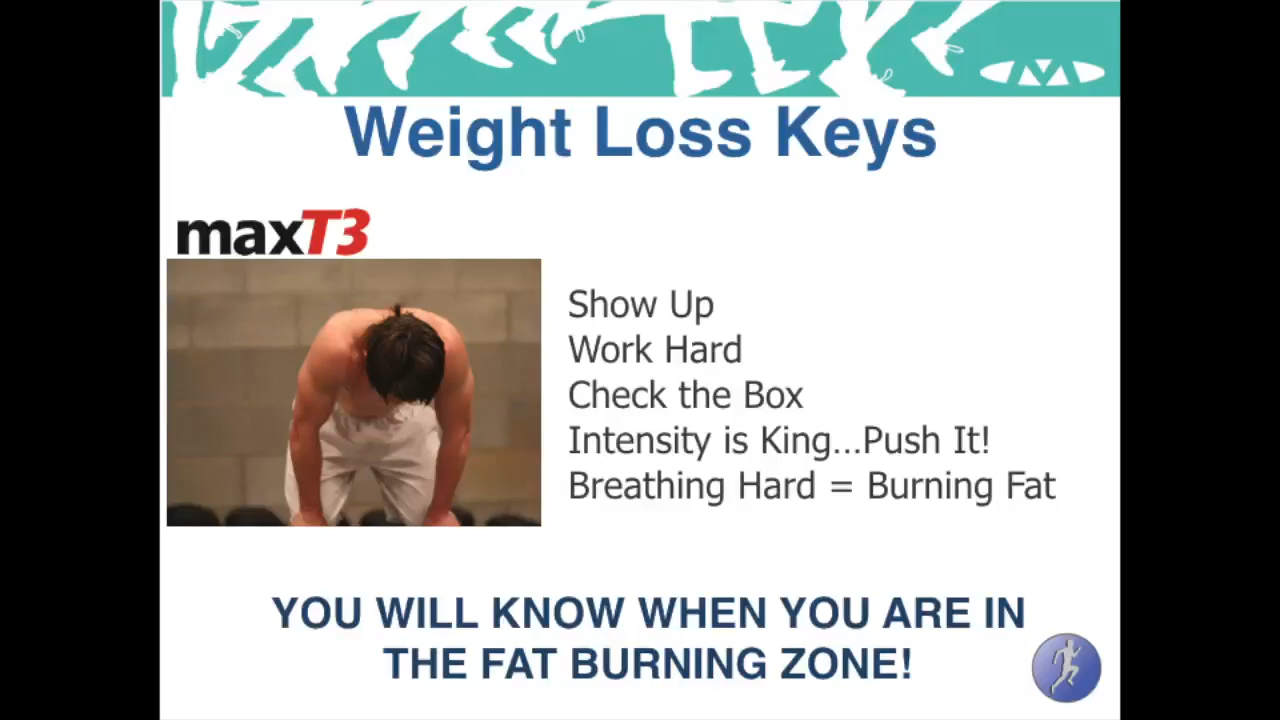 Weight Loss Keys
maxT3
Show Up
Work Hard
Check the Box
Intensity is King...Push It!
Breathing Hard = Burning Fat
YOU WILL KNOW WHEN YOU ARE IN
THE FAT BURNING ZONE!